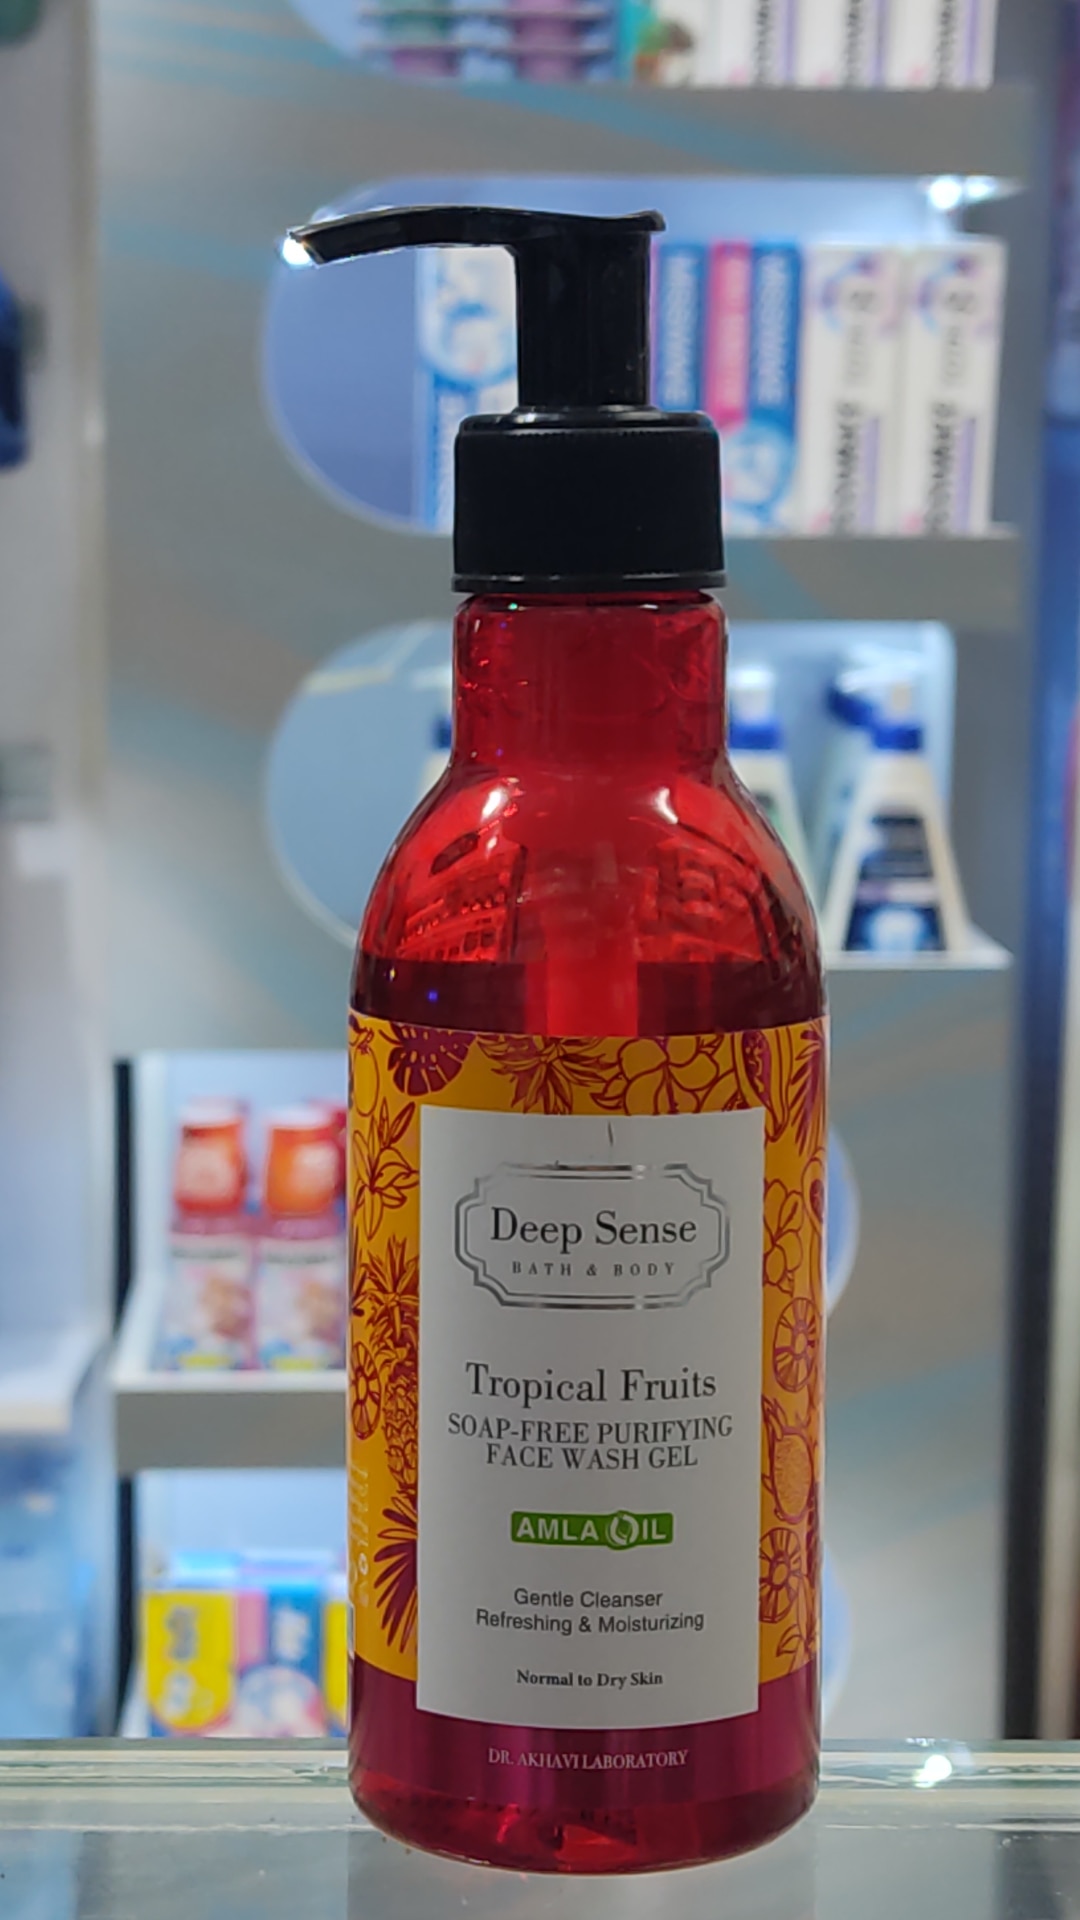 Deep Sense
BATH & BODY
Tropical Fruits
SOAP-FREE PURIFYING
FACE WASH GEL
AMLA OIL
Gentle Cleanser
Refreshing & Moisturizing
Normal to Dry Skin
DR. AKHAVI LABORATORY